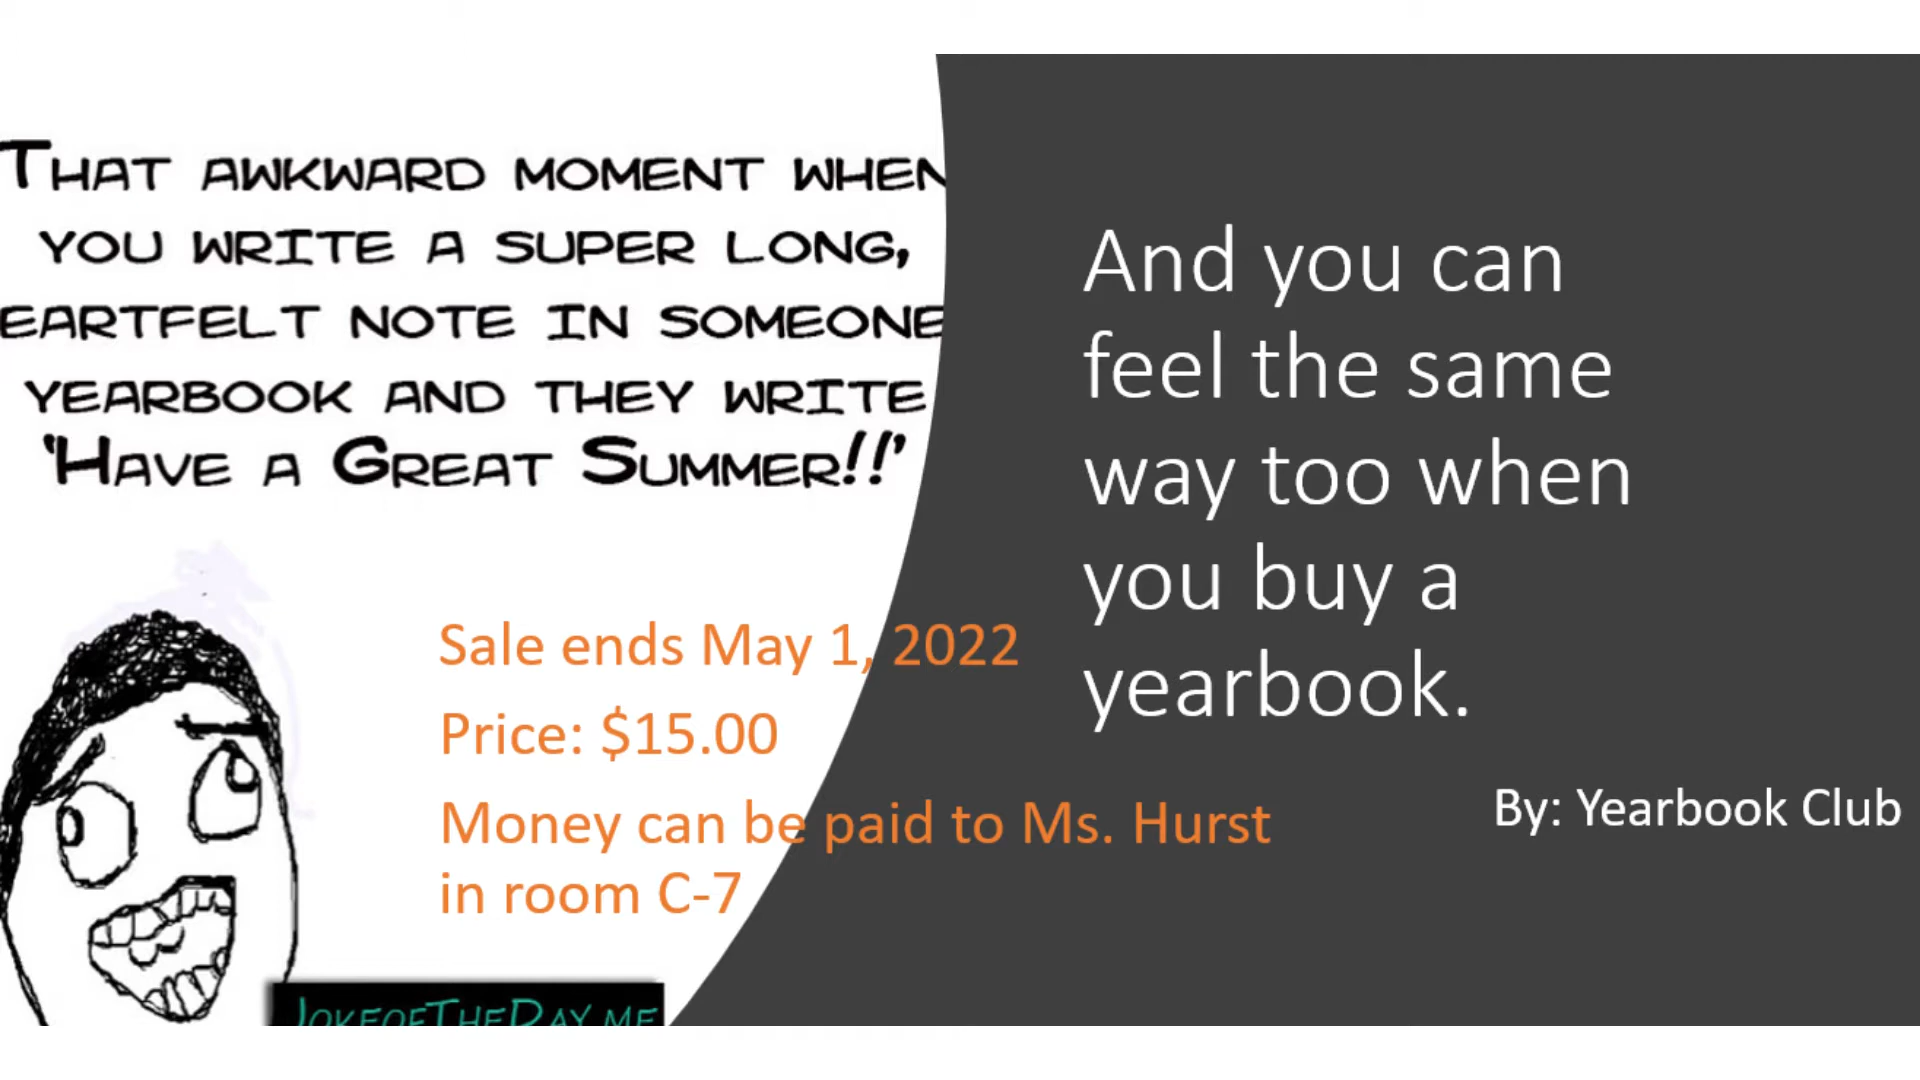 THAT AWKWARD MOMENT WHEN
YOU WRITE A SUPER LONG,
EARTFELT NOTE IN SOMEONE
YEARBOOK AND THEY WRITE
'HAVE A GREAT SUMMER!!'
And you can
feel the same
way too when
you buy a
yearbook.
Sale ends May 1, 2022
Price: $15.00
Money can be paid to Ms. Hurst
in room C-7
By: Yearbook Club
JOKEOFTHEDAY.ME